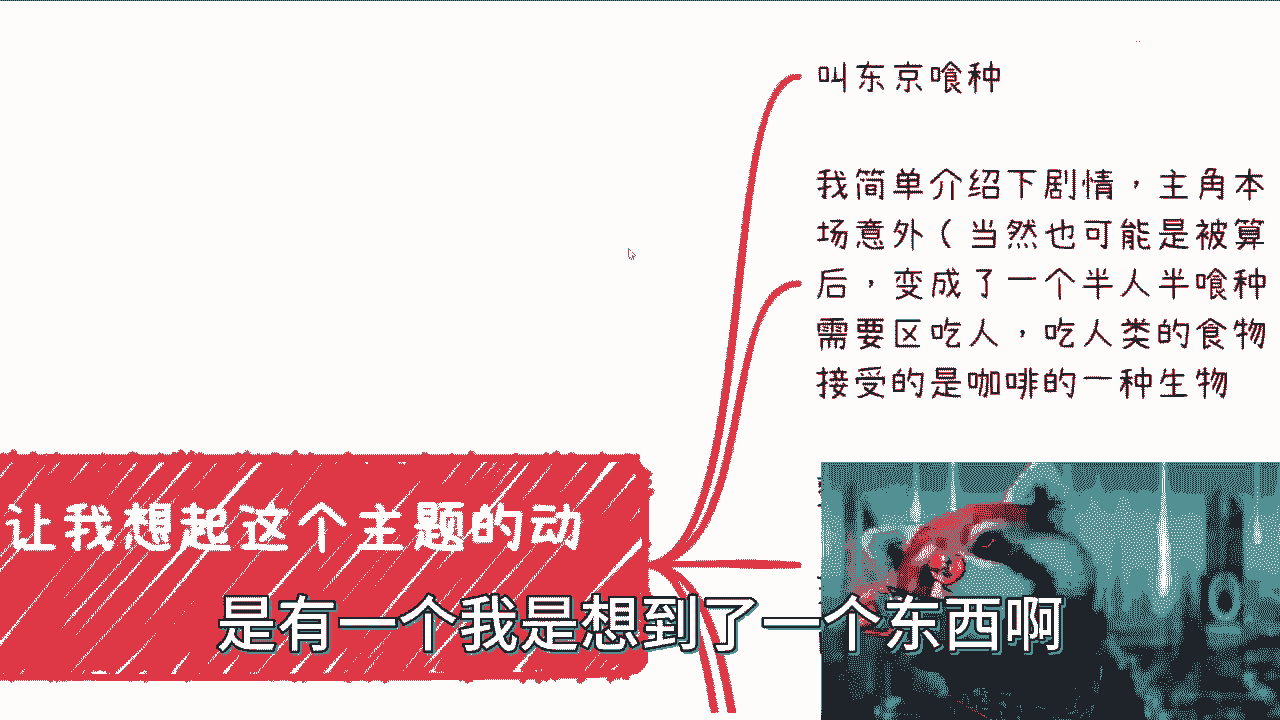 叫东京喰种
我简单介绍下剧情，主角本
场意外（当然也可能是被算
后，变成了一个半人半喰种
需要区吃人，吃人类的食物
接受的是咖啡的一种生物
让我想起这个主题的动
是有一个我是想到了一个东西啊